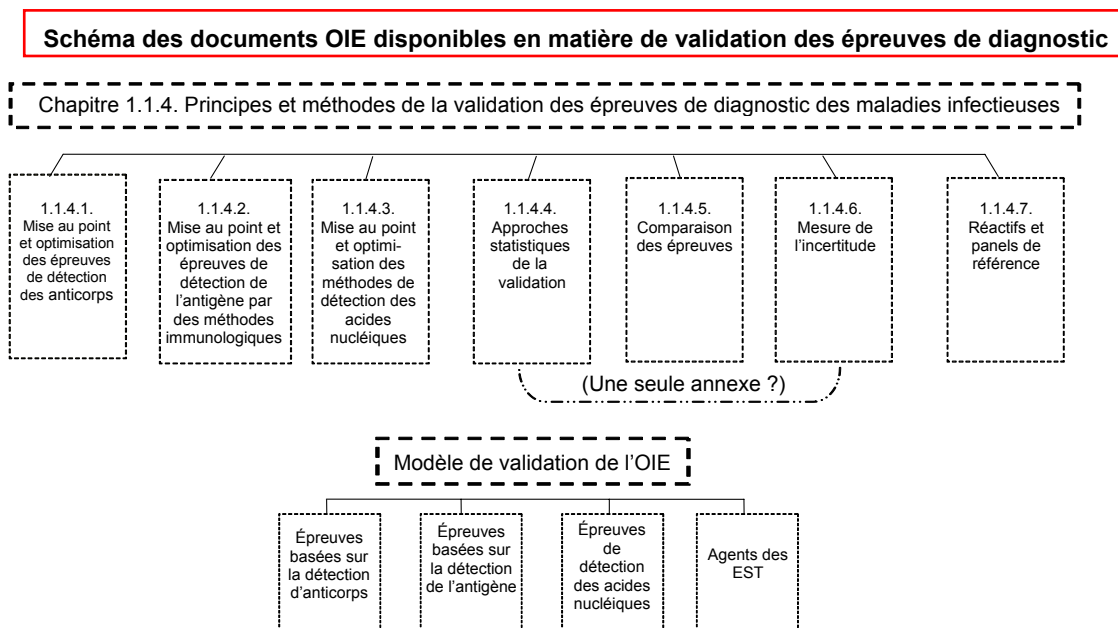 Schéma des documents OIE disponibles en matière de validation des épreuves de diagnostic
Chapitre 1.1.4. Principes et méthodes de la validation des épreuves de diagnostic des maladies infectieuses
1.1.4.1.
Mise au point
et optimisation
des épreuves
de détection
des anticorps
1.1.4.2.
Mise au point et
optimisation des
épreuves de
détection de
l'antigène par
des méthodes
immunologiques
1.1.4.3.
Mise au point
et optimi-
sation des
méthodes de
détection des
acides
nucléiques
1.1.4.4.
Approches
statistiques
de la
validation
1.1.4.5.
Comparaison
des épreuves
1.1.4.6.
Mesure de
l'incertitude
1.1.4.7.
Réactifs et
panels de
référence
(Une seule annexe ?)
Modèle de validation de l'OIE
Épreuves
basées sur
la détection
d'anticorps
Épreuves
basées sur
la détection
de l'antigène
Épreuves
de
détection
des acides
nucléiques
Agents des
EST